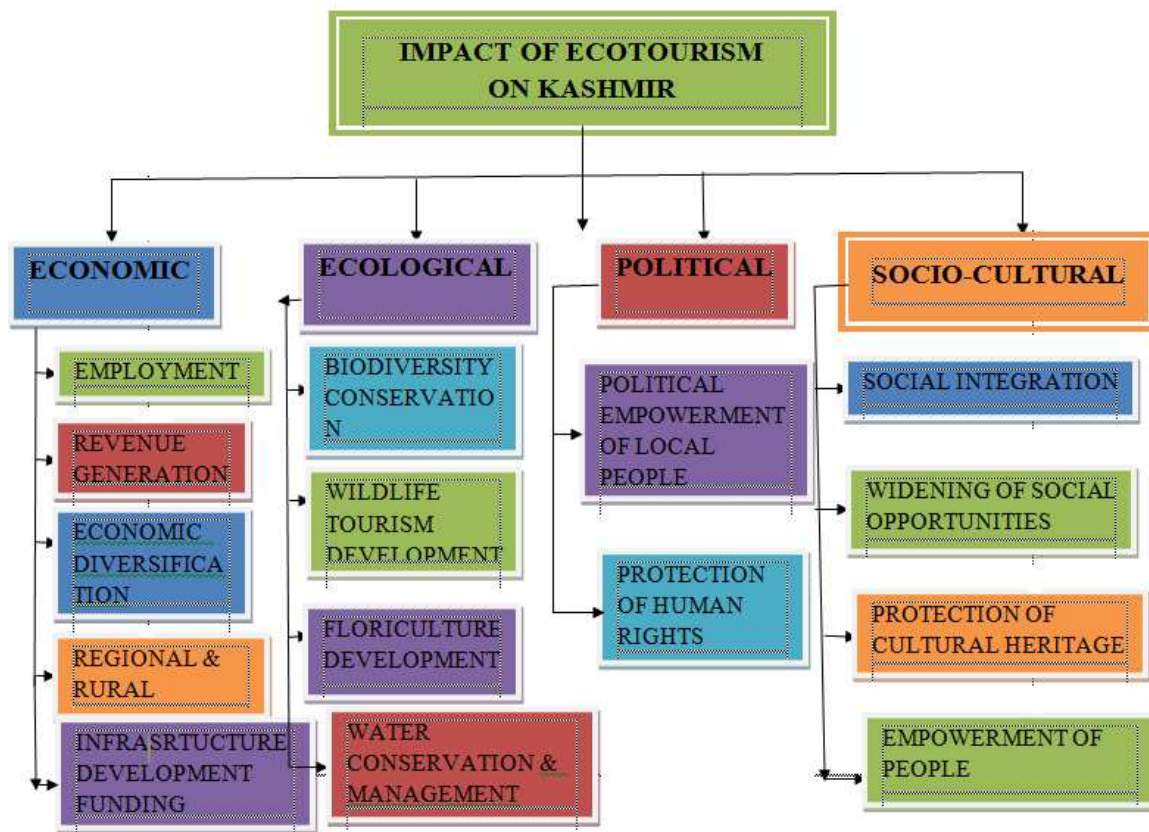 IMPACT OF ECOTOURISM
ON KASHMIR
ECONOMIC
EMPLOYMENT
REVENUE
GENERATION
ECONOMIC
DIVERSIFICA
TION
REGIONAL &
RURAL
INFRASRTUCTURE
DEVELOPMENT
FUNDING
ECOLOGICAL
BIODIVERSITY
CONSERVATIO
N
WILDLIFE
TOURISM
DEVELOPMENT
FLORICULTURE
DEVELOPMENT
WATER
CONSERVATION &
MANAGEMENT
POLITICAL
POLITICAL
EMPOWERMENT
OF LOCAL
PEOPLE
PROTECTION
OF HUMAN
RIGHTS
SOCIO-CULTURAL
SOCIAL INTEGRATION
WIDENING OF SOCIAL
OPPORTUNITIES
PROTECTION OF
CULTURAL HERITAGE
EMPOWERMENT OF
PEOPLE